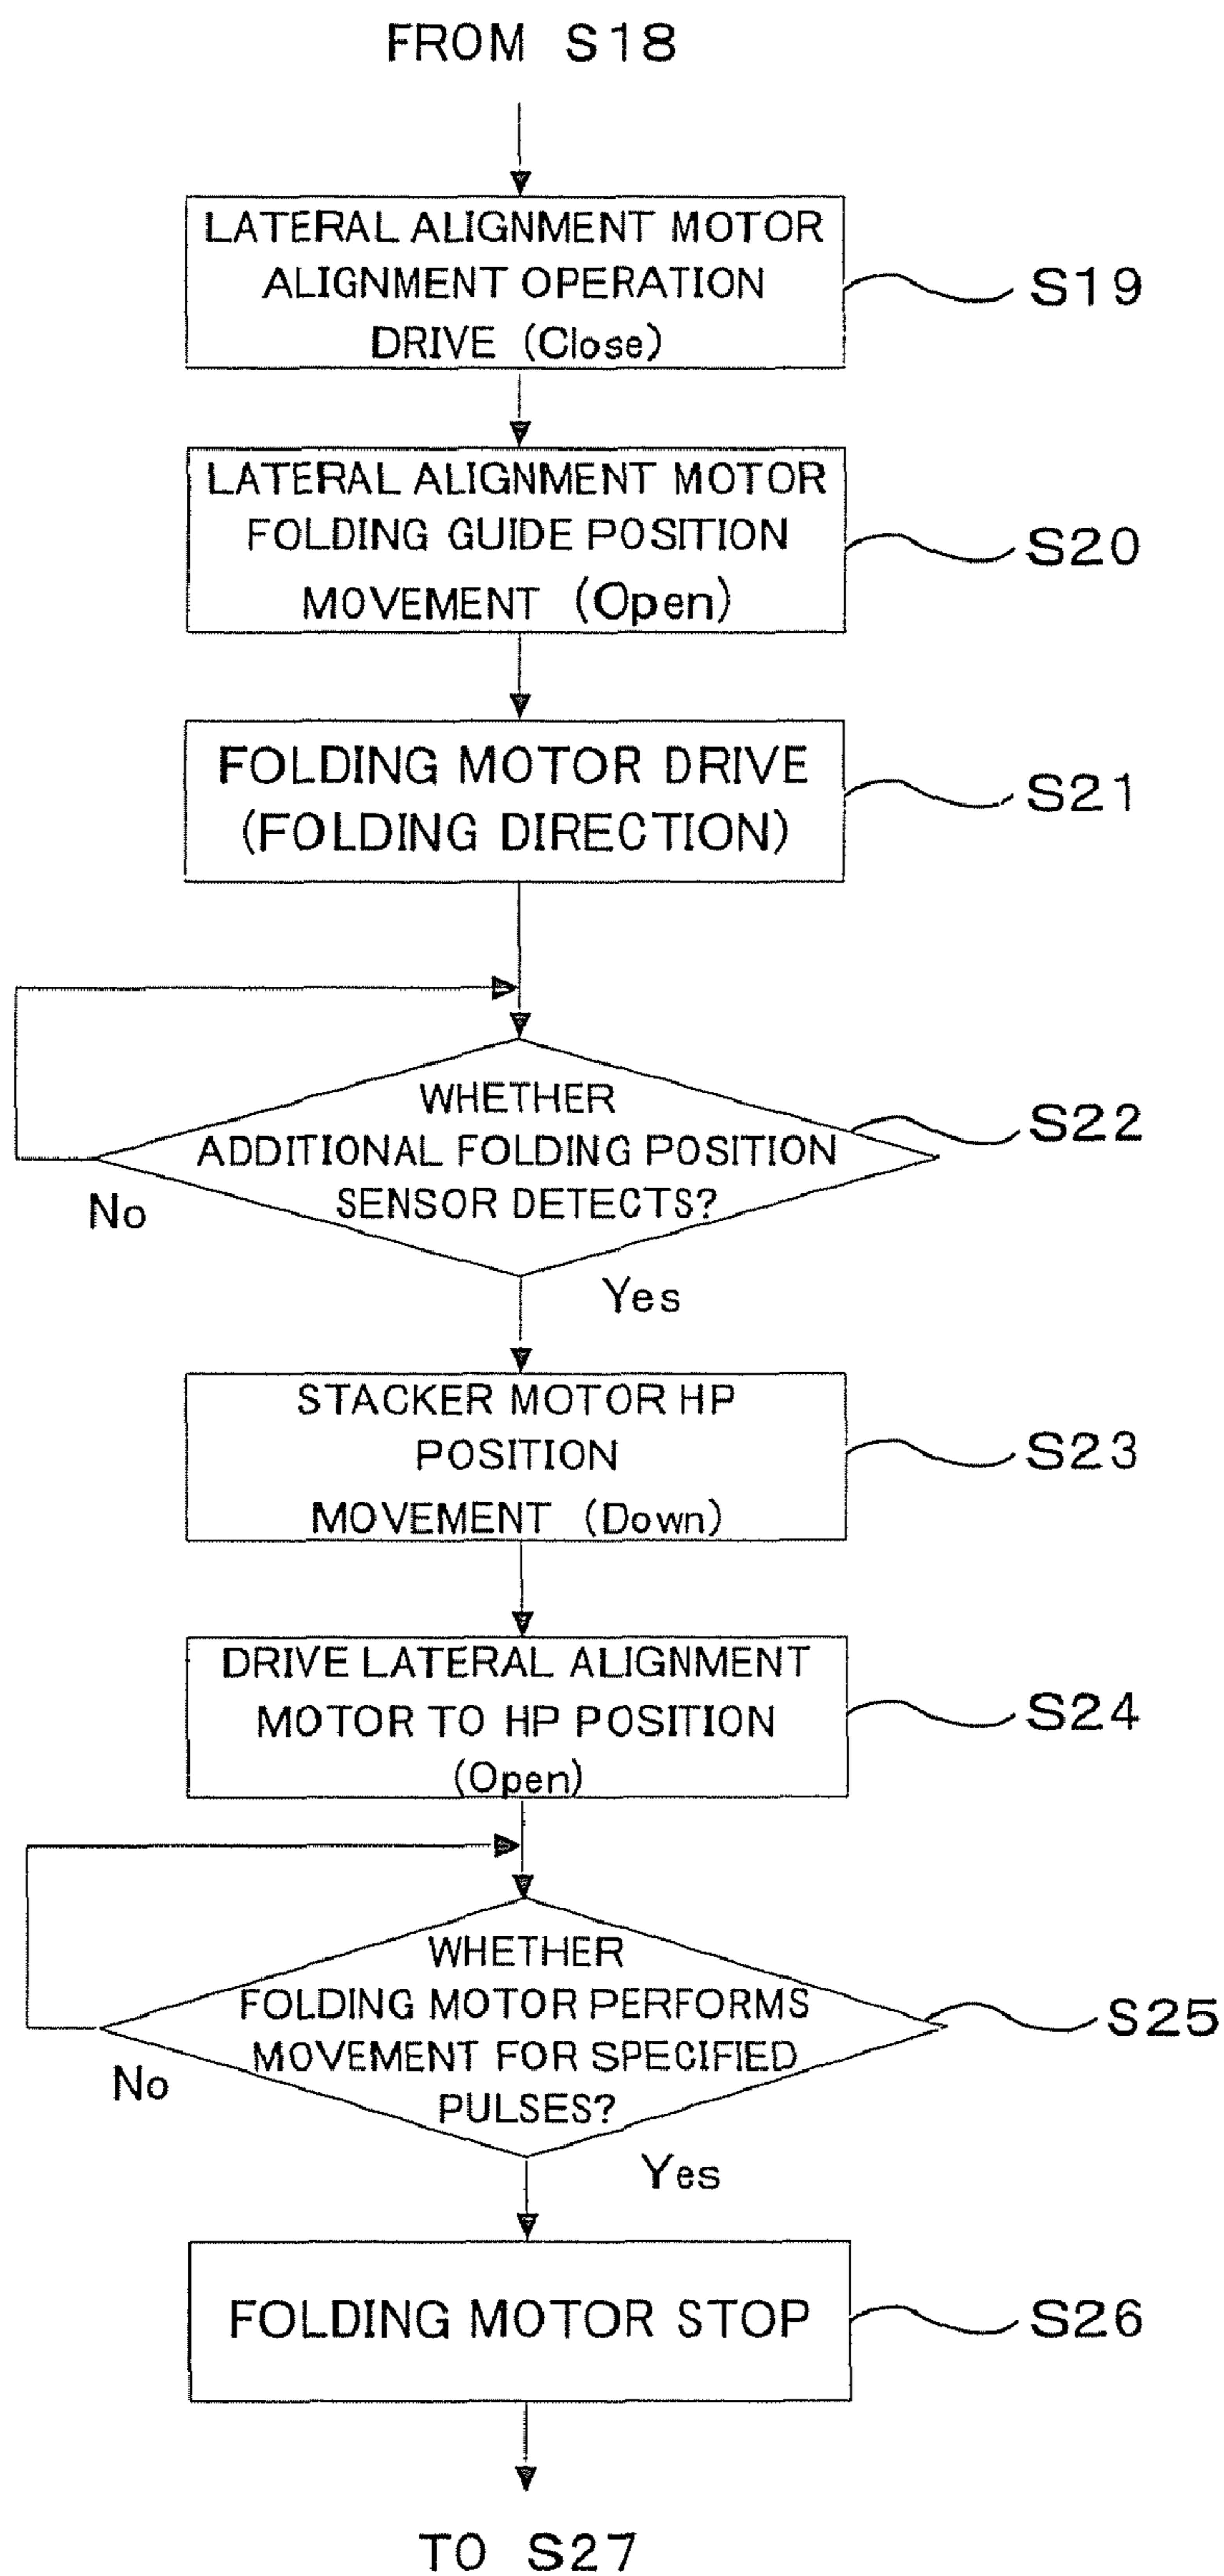 FROM S18
LATERAL ALIGNMENT MOTOR
ALIGNMENT OPERATION
DRIVE (Close)
S19
LATERAL ALIGNMENT MOTOR
FOLDING GUIDE POSITION
MOVEMENT (Open)
S20
FOLDING MOTOR DRIVE
(FOLDING DIRECTION)
S21
WHETHER
ADDITIONAL FOLDING POSITION
SENSOR DETECTS?
S22
No
Yes
STACKER MOTOR HP
POSITION
MOVEMENT (Down)
S23
DRIVE LATERAL ALIGNMENT
MOTOR TO HP POSITION
(Open)
S24
WHETHER
FOLDING MOTOR PERFORMS
MOVEMENT FOR SPECIFIED
PULSES?
S25
No
Yes
FOLDING MOTOR STOP
S26
TO S27